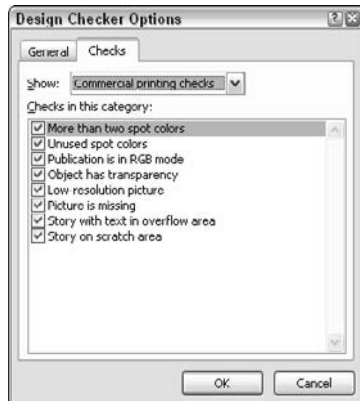 Design Checker Options
General Checks
Show: Commercial printing checks
Checks in this category:
More than two spot colors
Unused spot colors
Publication is in RGB mode
Object has transparency
Low-resolution picture
Picture is missing
Story with text in overflow area
Story on scratch area
OK Cancel